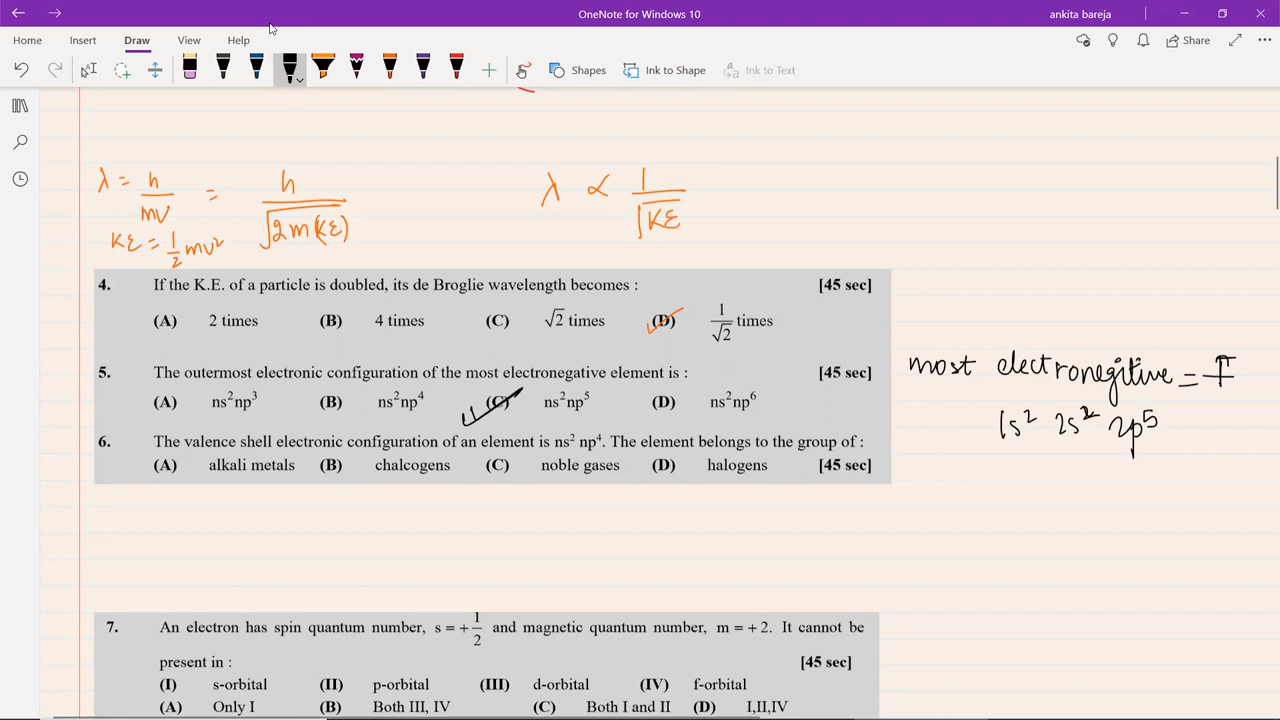 OneNote for Windows 10
ankita bareja
Home Insert Draw View Help
Share
Shapes Ink to Shape Ink to Text
λ = h/mv = h/√2m(KE)
λ ∝ 1/√KE
KE = 1/2 mv²
4. If the K.E. of a particle is doubled, its de Broglie wavelength becomes : [45 sec]
(A) 2 times (B) 4 times (C) √2 times (D) 1/√2 times
5. The outermost electronic configuration of the most electronegative element is : [45 sec]
(A) ns²np³ (B) ns²np⁴ (C) ns²np⁵ (D) ns²np⁶
most electronegitive = F
1s² 2s² 2p⁵
6. The valence shell electronic configuration of an element is ns² np⁴. The element belongs to the group of :
(A) alkali metals (B) chalcogens (C) noble gases (D) halogens [45 sec]
7. An electron has spin quantum number, s = + 1/2 and magnetic quantum number, m = + 2. It cannot be
present in : [45 sec]
(I) s-orbital (II) p-orbital (III) d-orbital (IV) f-orbital
(A) Only I (B) Both III, IV (C) Both I and II (D) I,II,IV